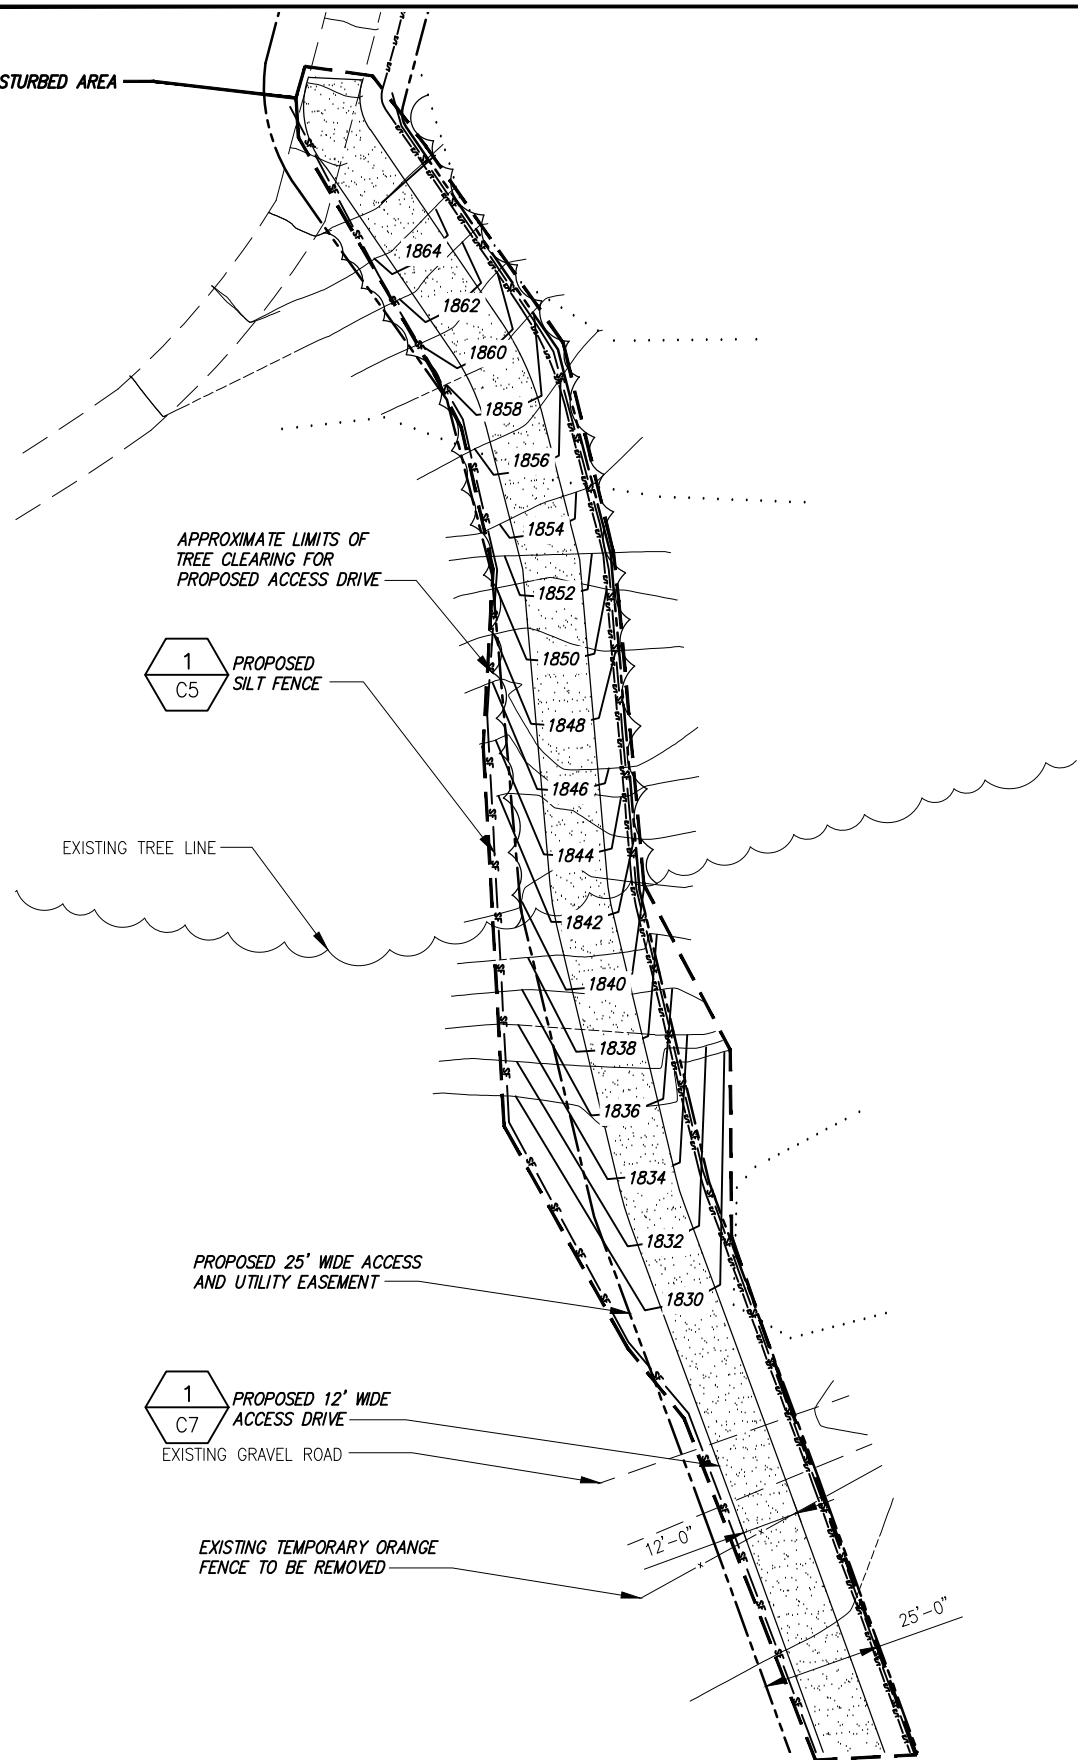 STURBED AREA
1864
1862
1860
1858
1856
1854
APPROXIMATE LIMITS OF
TREE CLEARING FOR
PROPOSED ACCESS DRIVE
1852
1850
1
C5
PROPOSED
SILT FENCE
1848
1846
EXISTING TREE LINE
1844
1842
1840
1838
1836
1834
1832
PROPOSED 25' WIDE ACCESS
AND UTILITY EASEMENT
1830
1
C7
PROPOSED 12' WIDE
ACCESS DRIVE
EXISTING GRAVEL ROAD
12'-0"
EXISTING TEMPORARY ORANGE
FENCE TO BE REMOVED
25'-0"